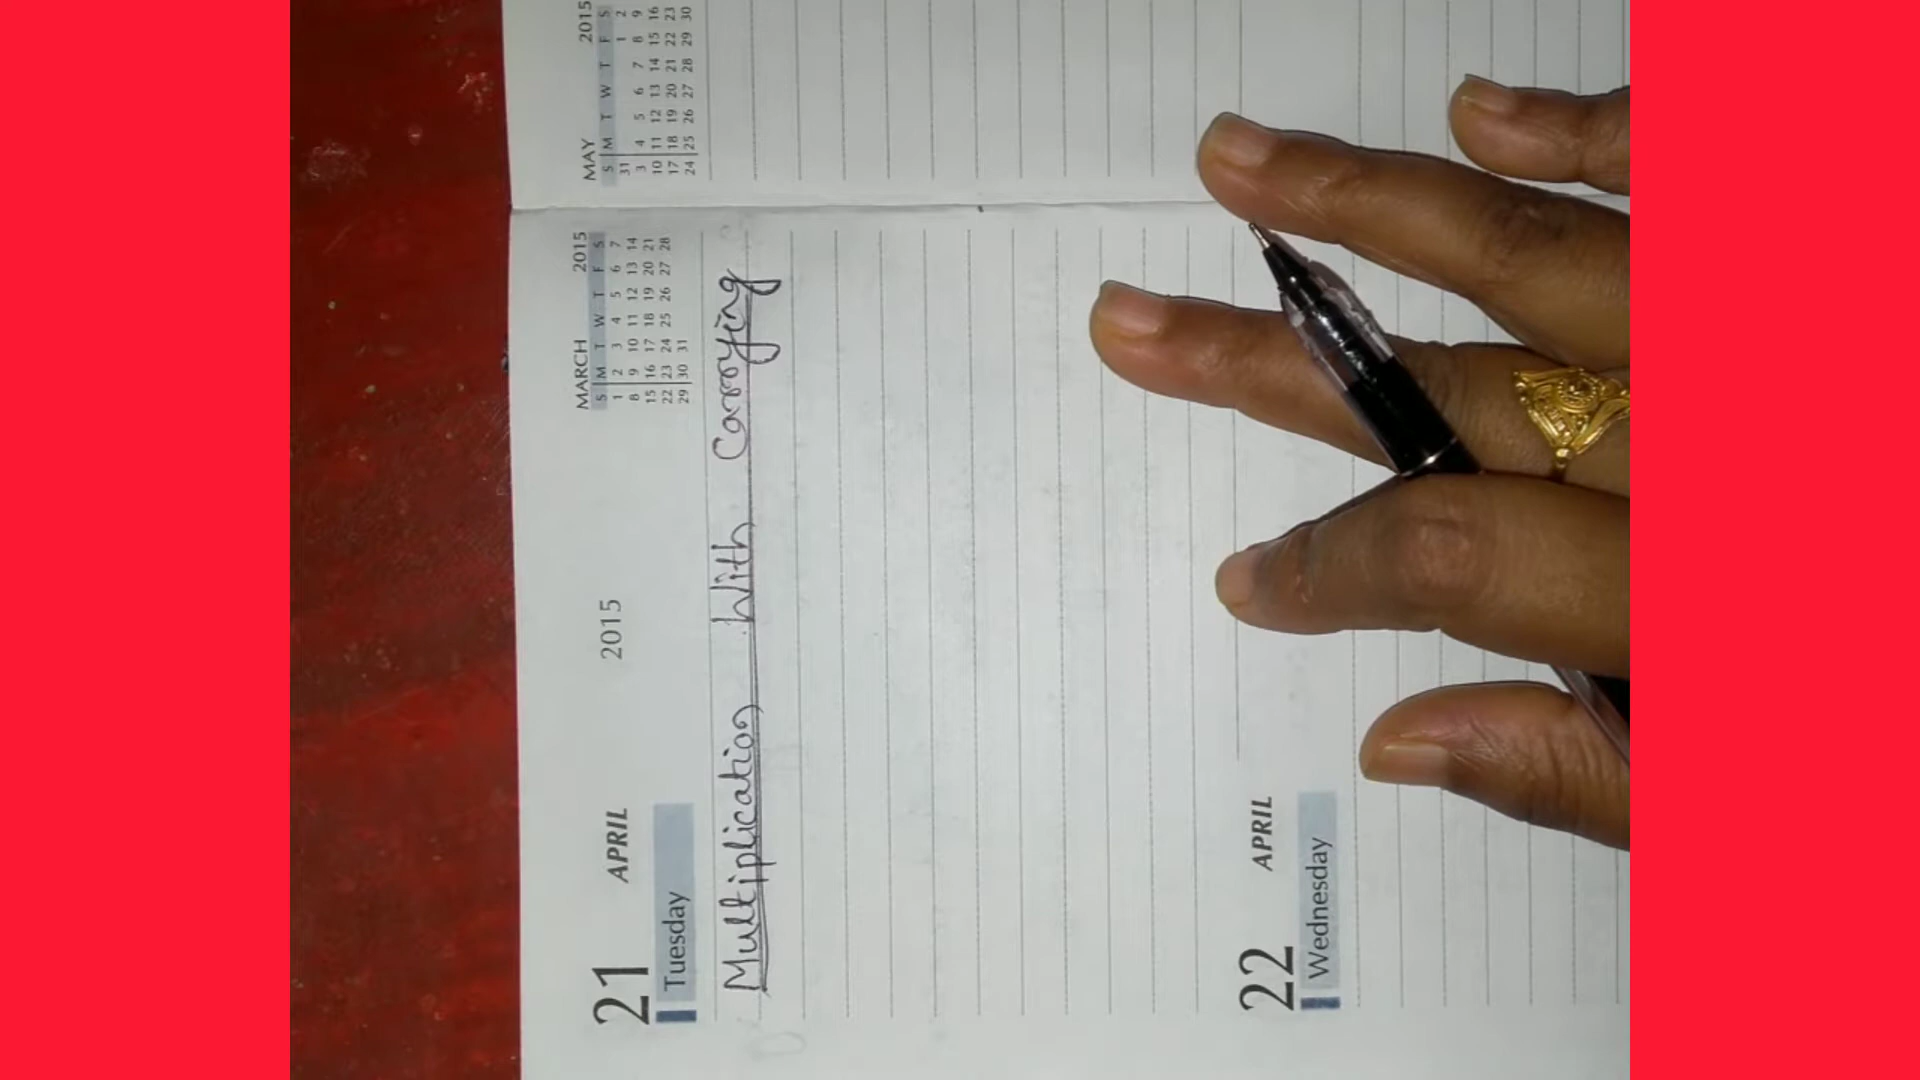 MAY 2015
S M T W T F S
31 1 2
3 4 5 6 7 8 9
10 11 12 13 14 15 16
17 18 19 20 21 22 23
24 25 26 27 28 29 30
MARCH 2015
S M T W T F S
1 2 3 4 5 6 7
8 9 10 11 12 13 14
15 16 17 18 19 20 21
22 23 24 25 26 27 28
29 30 31
21 APRIL 2015
Tuesday
Multiplication With Carrying
22 APRIL
Wednesday